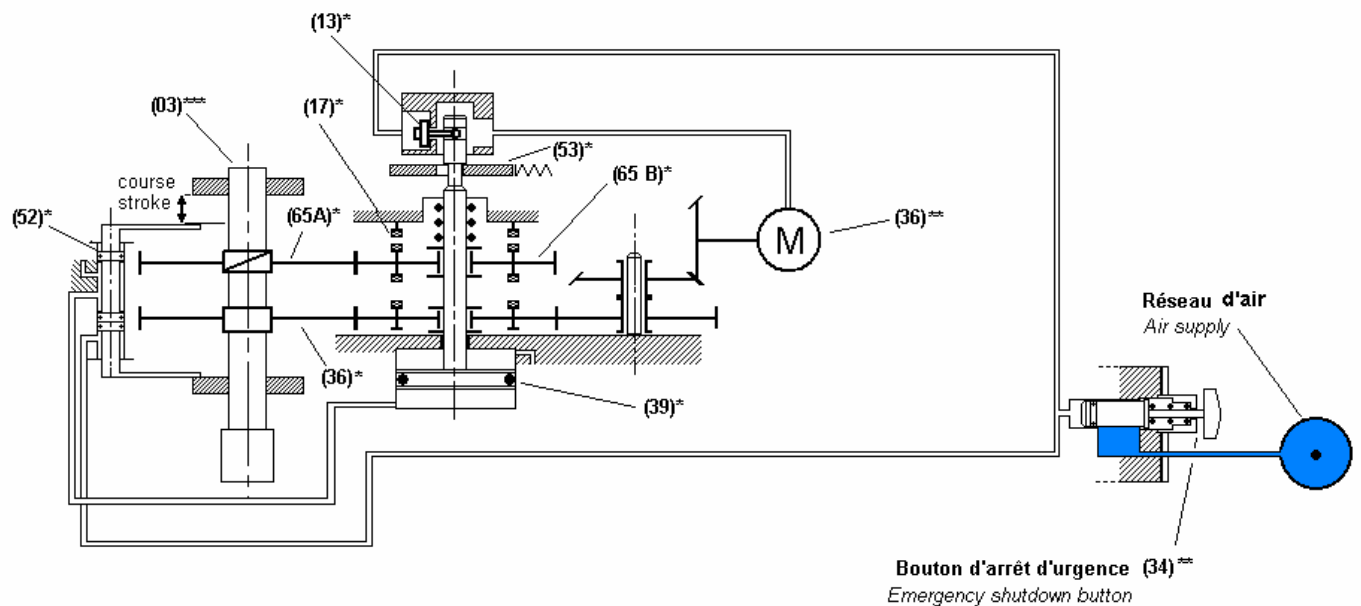 (13)*
(03)***
(17)*
(53)*
course
stroke
(65 B)*
(52)*
(65A)*
(36)**
M
Réseau d'air
Air supply
(36)*
(39)*
Bouton d'arrêt d'urgence (34)**
Emergency shutdown button